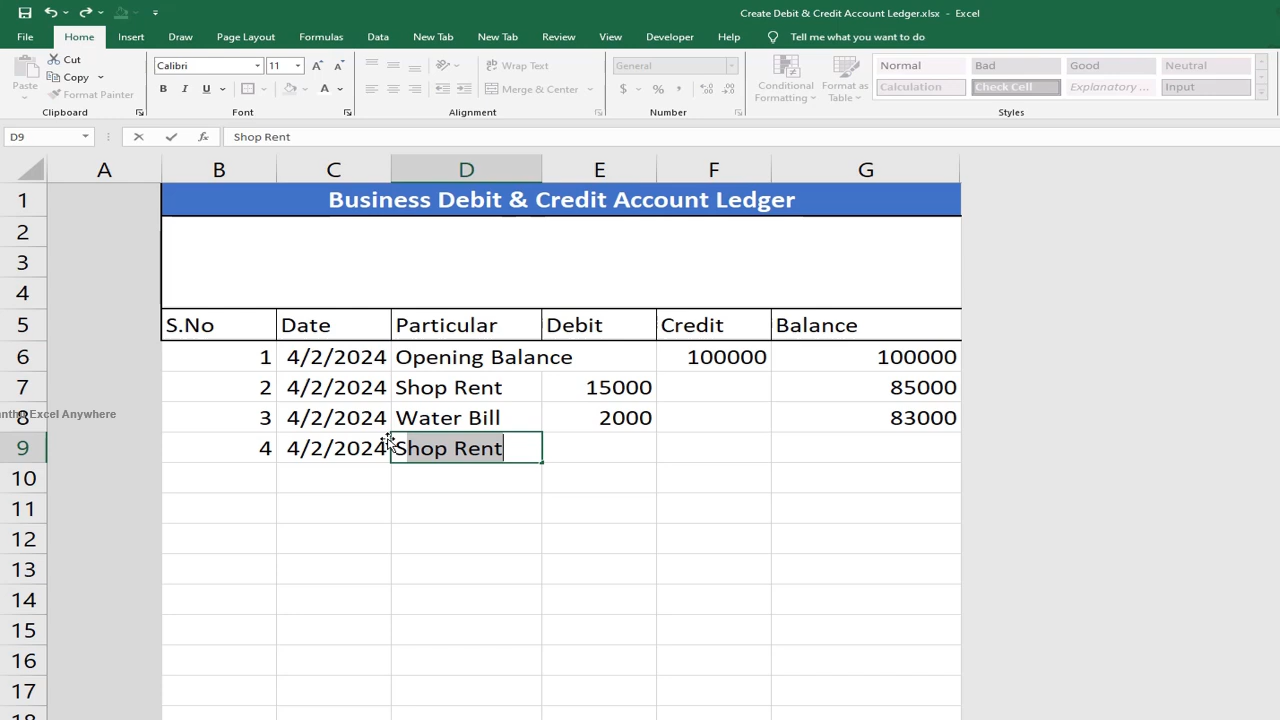 Create Debit & Credit Account Ledger.xlsx - Excel
File Home Insert Draw Page Layout Formulas Data New Tab New Tab Review View Developer Help Tell me what you want to do
Paste Cut Copy Format Painter Clipboard
Calibri 11 B I U A A A Font
Wrap Text Merge & Center Alignment
General $ % Number
Conditional Formatting Format as Table
Normal Bad Good Neutral
Calculation Check Cell Explanatory ... Input
Styles
D9 fx Shop Rent
A B C D E F G
1 Business Debit & Credit Account Ledger
2
3
4
5 S.No Date Particular Debit Credit Balance
6 1 4/2/2024 Opening Balance 100000 100000
7 2 4/2/2024 Shop Rent 15000 85000
8 3 4/2/2024 Water Bill 2000 83000
Excel Anywhere
9 4 4/2/2024 Shop Rent
10
11
12
13
14
15
16
17